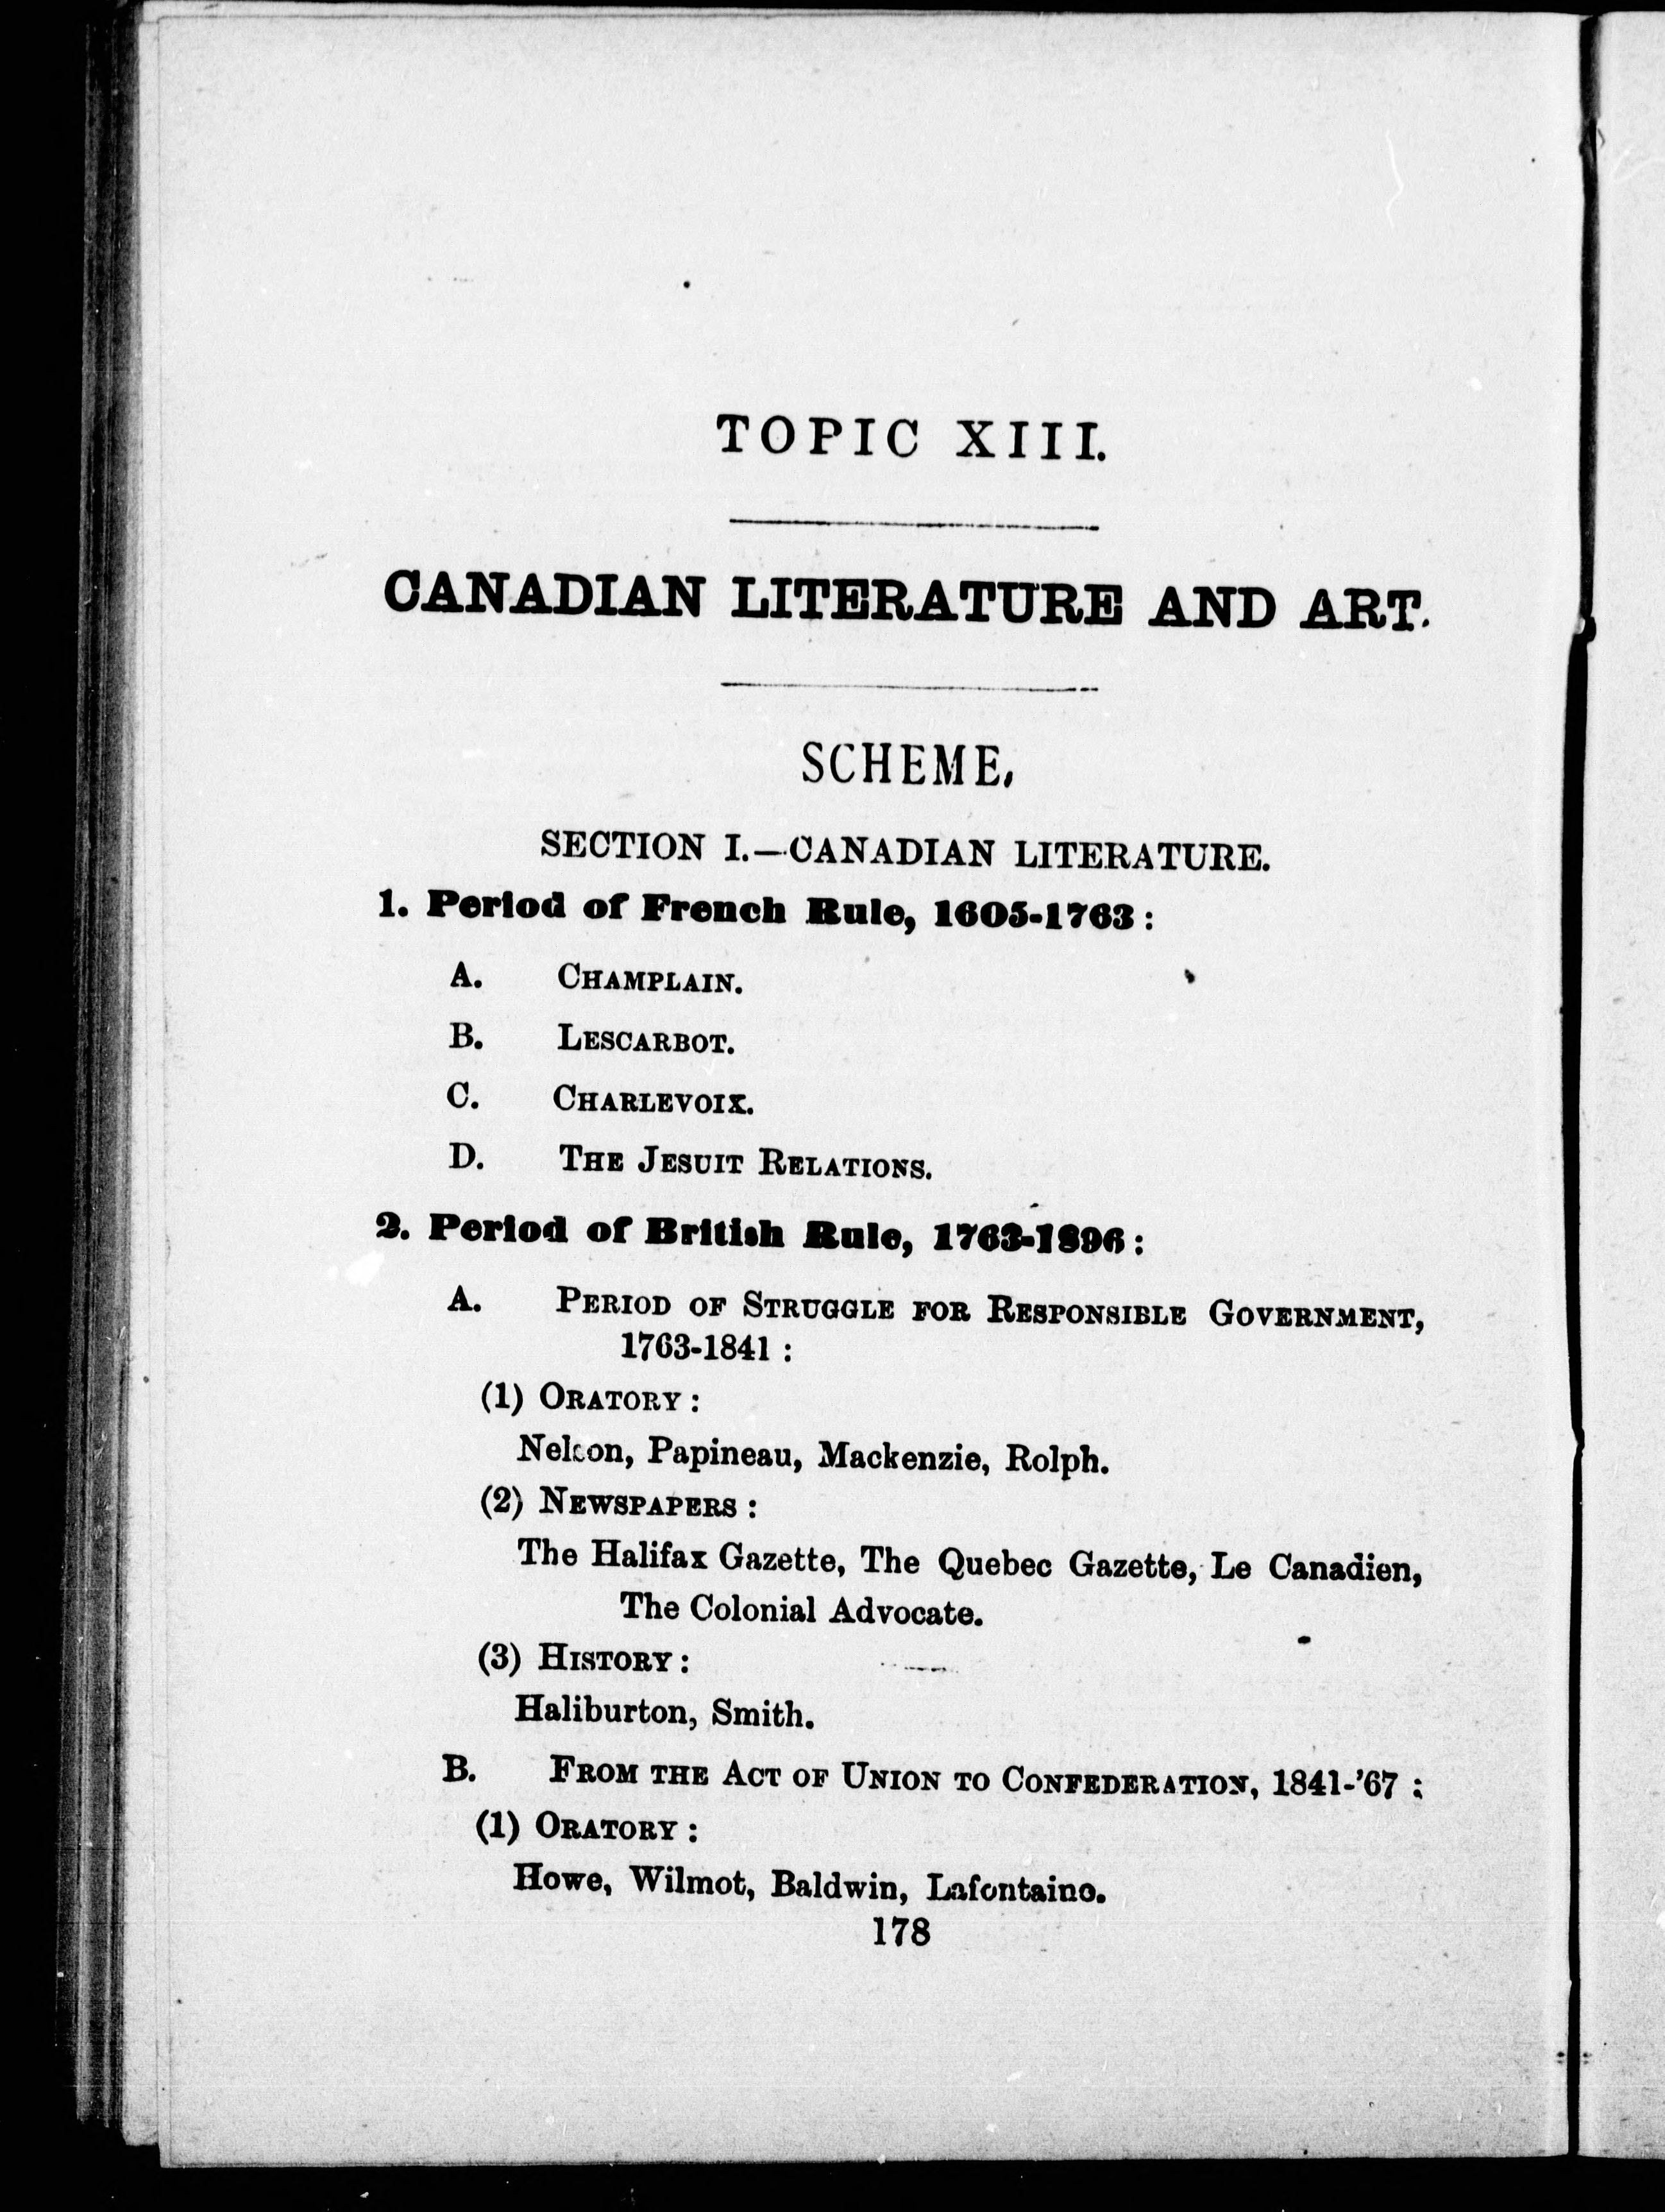 TOPIC XIII.
CANADIAN LITERATURE AND ART.
SCHEME.
SECTION I.—CANADIAN LITERATURE.
1. Period of French Rule, 1605-1763:
A. CHAMPLAIN.
B. LESCARBOT.
C. CHARLEVOIX.
D. THE JESUIT RELATIONS.
2. Period of British Rule, 1763-1896:
A. PERIOD OF STRUGGLE FOR RESPONSIBLE GOVERNMENT,
1763-1841 :
(1) ORATORY :
Nelson, Papineau, Mackenzie, Rolph.
(2) NEWSPAPERS :
The Halifax Gazette, The Quebec Gazette, Le Canadien,
The Colonial Advocate.
(3) HISTORY :
Haliburton, Smith.
B. FROM THE ACT OF UNION TO CONFEDERATION, 1841-'67 :
(1) ORATORY :
Howe, Wilmot, Baldwin, Lafontaine.
178